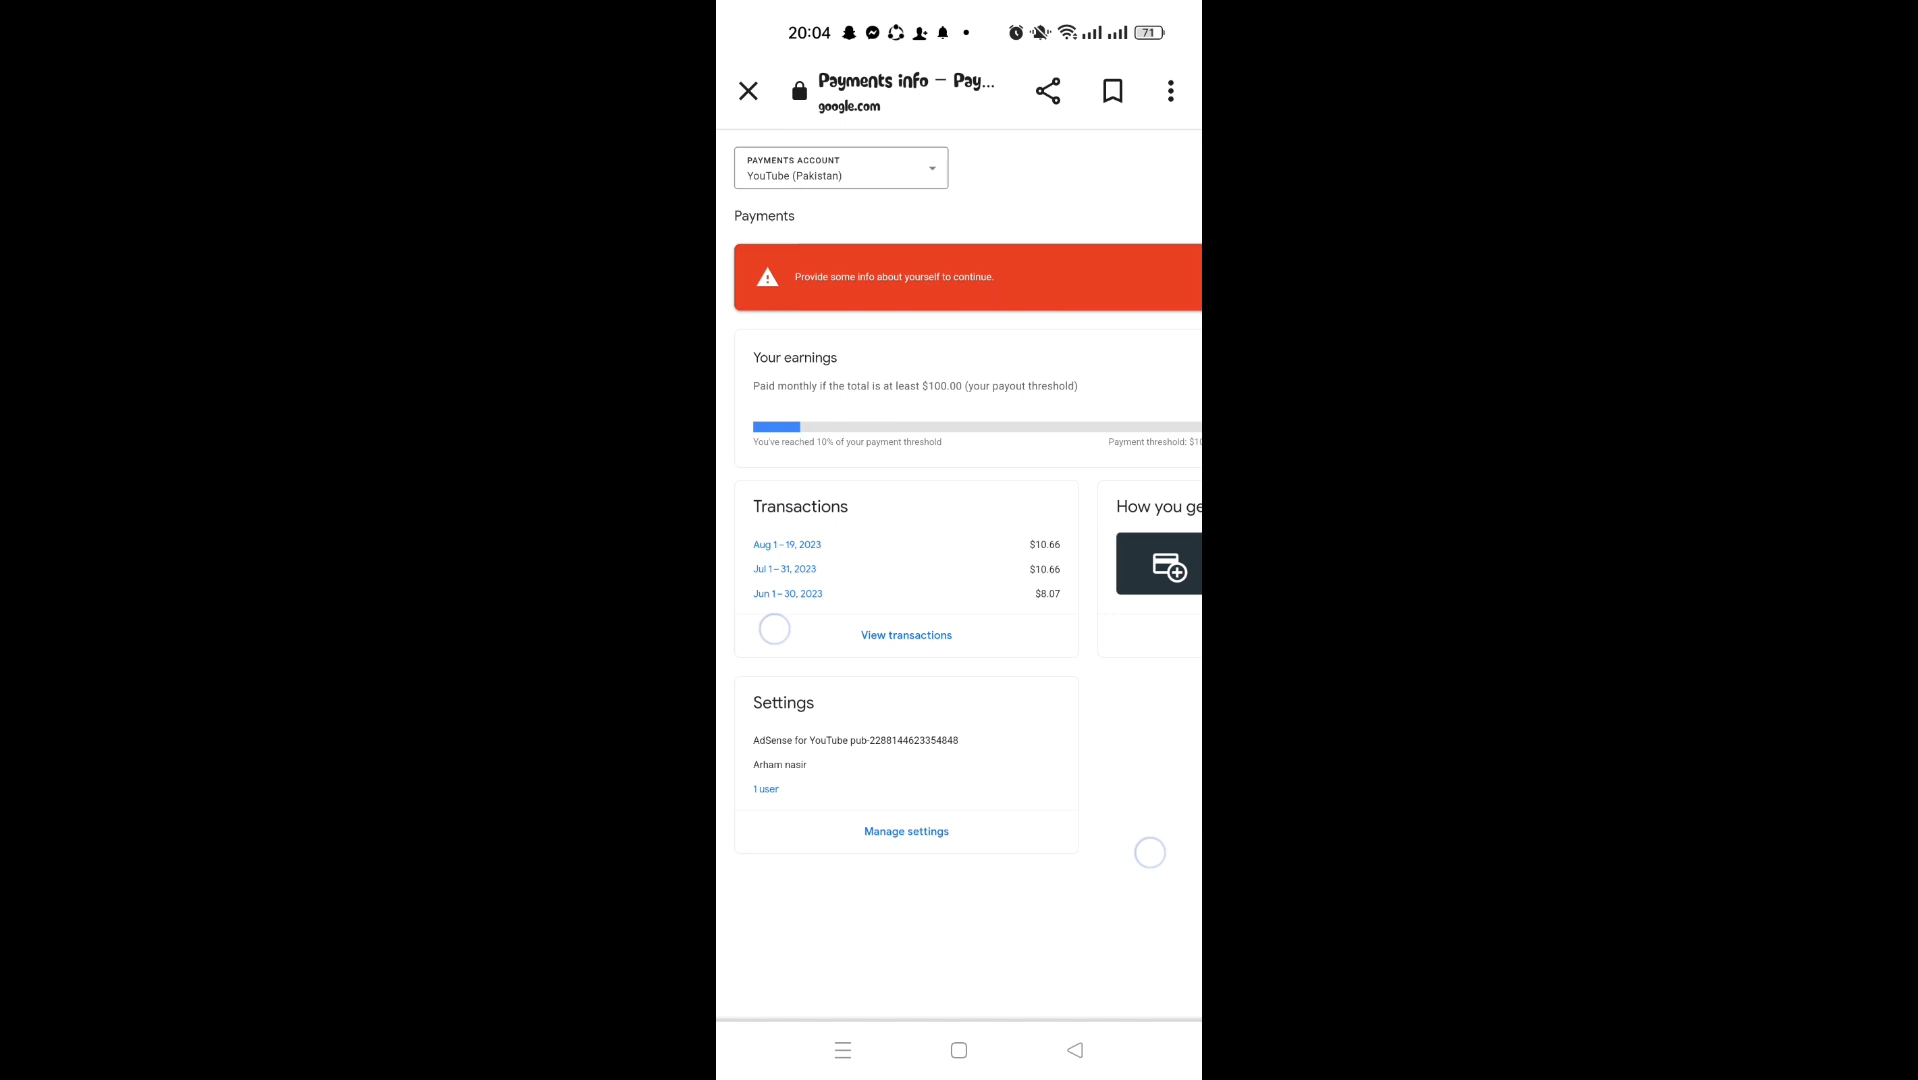 20:04
71
Payments info – Pay...
google.com
PAYMENTS ACCOUNT
YouTube (Pakistan)
Payments
Provide some info about yourself to continue.
Your earnings
Paid monthly if the total is at least $100.00 (your payout threshold)
You've reached 10% of your payment threshold
Payment threshold: $10
Transactions
How you ge
Aug 1 – 19, 2023 $10.66
Jul 1 – 31, 2023 $10.66
Jun 1 – 30, 2023 $8.07
View transactions
Settings
AdSense for YouTube pub-2288144623354848
Arham nasir
1 user
Manage settings